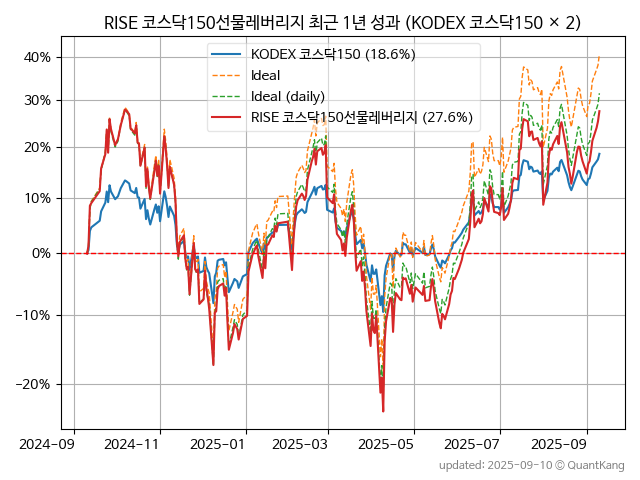 RISE 코스닥150선물레버리지 최근 1년 성과 (KODEX 코스닥150 × 2)
KODEX 코스닥150 (18.6%)
Ideal
Ideal (daily)
RISE 코스닥150선물레버리지 (27.6%)
40%
30%
20%
10%
0%
−10%
−20%
2024-09
2024-11
2025-01
2025-03
2025-05
2025-07
2025-09
updated: 2025-09-10 © QuantKang